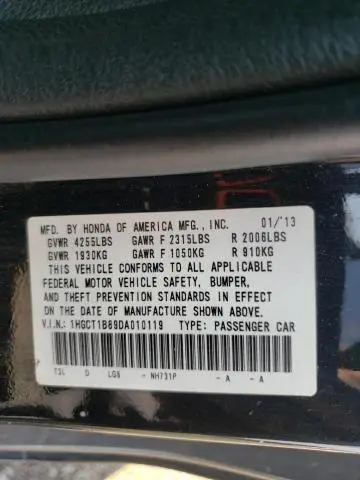 MFD. BY HONDA OF AMERICA MFG., INC. 01/'13
GVWR 4255LBS GAWR F 2315LBS R 2006LBS
GVWR 1930KG GAWR F 1050KG R 910KG
THIS VEHICLE CONFORMS TO ALL APPLICABLE
FEDERAL MOTOR VEHICLE SAFETY, BUMPER,
AND THEFT PREVENTION STANDARDS IN EFFECT
ON THE DATE OF MANUFACTURE SHOWN ABOVE.
V.I.N.: 1HGCT1B89DA010119 TYPE: PASSENGER CAR
T3L D LG8 - NH731P - A - A